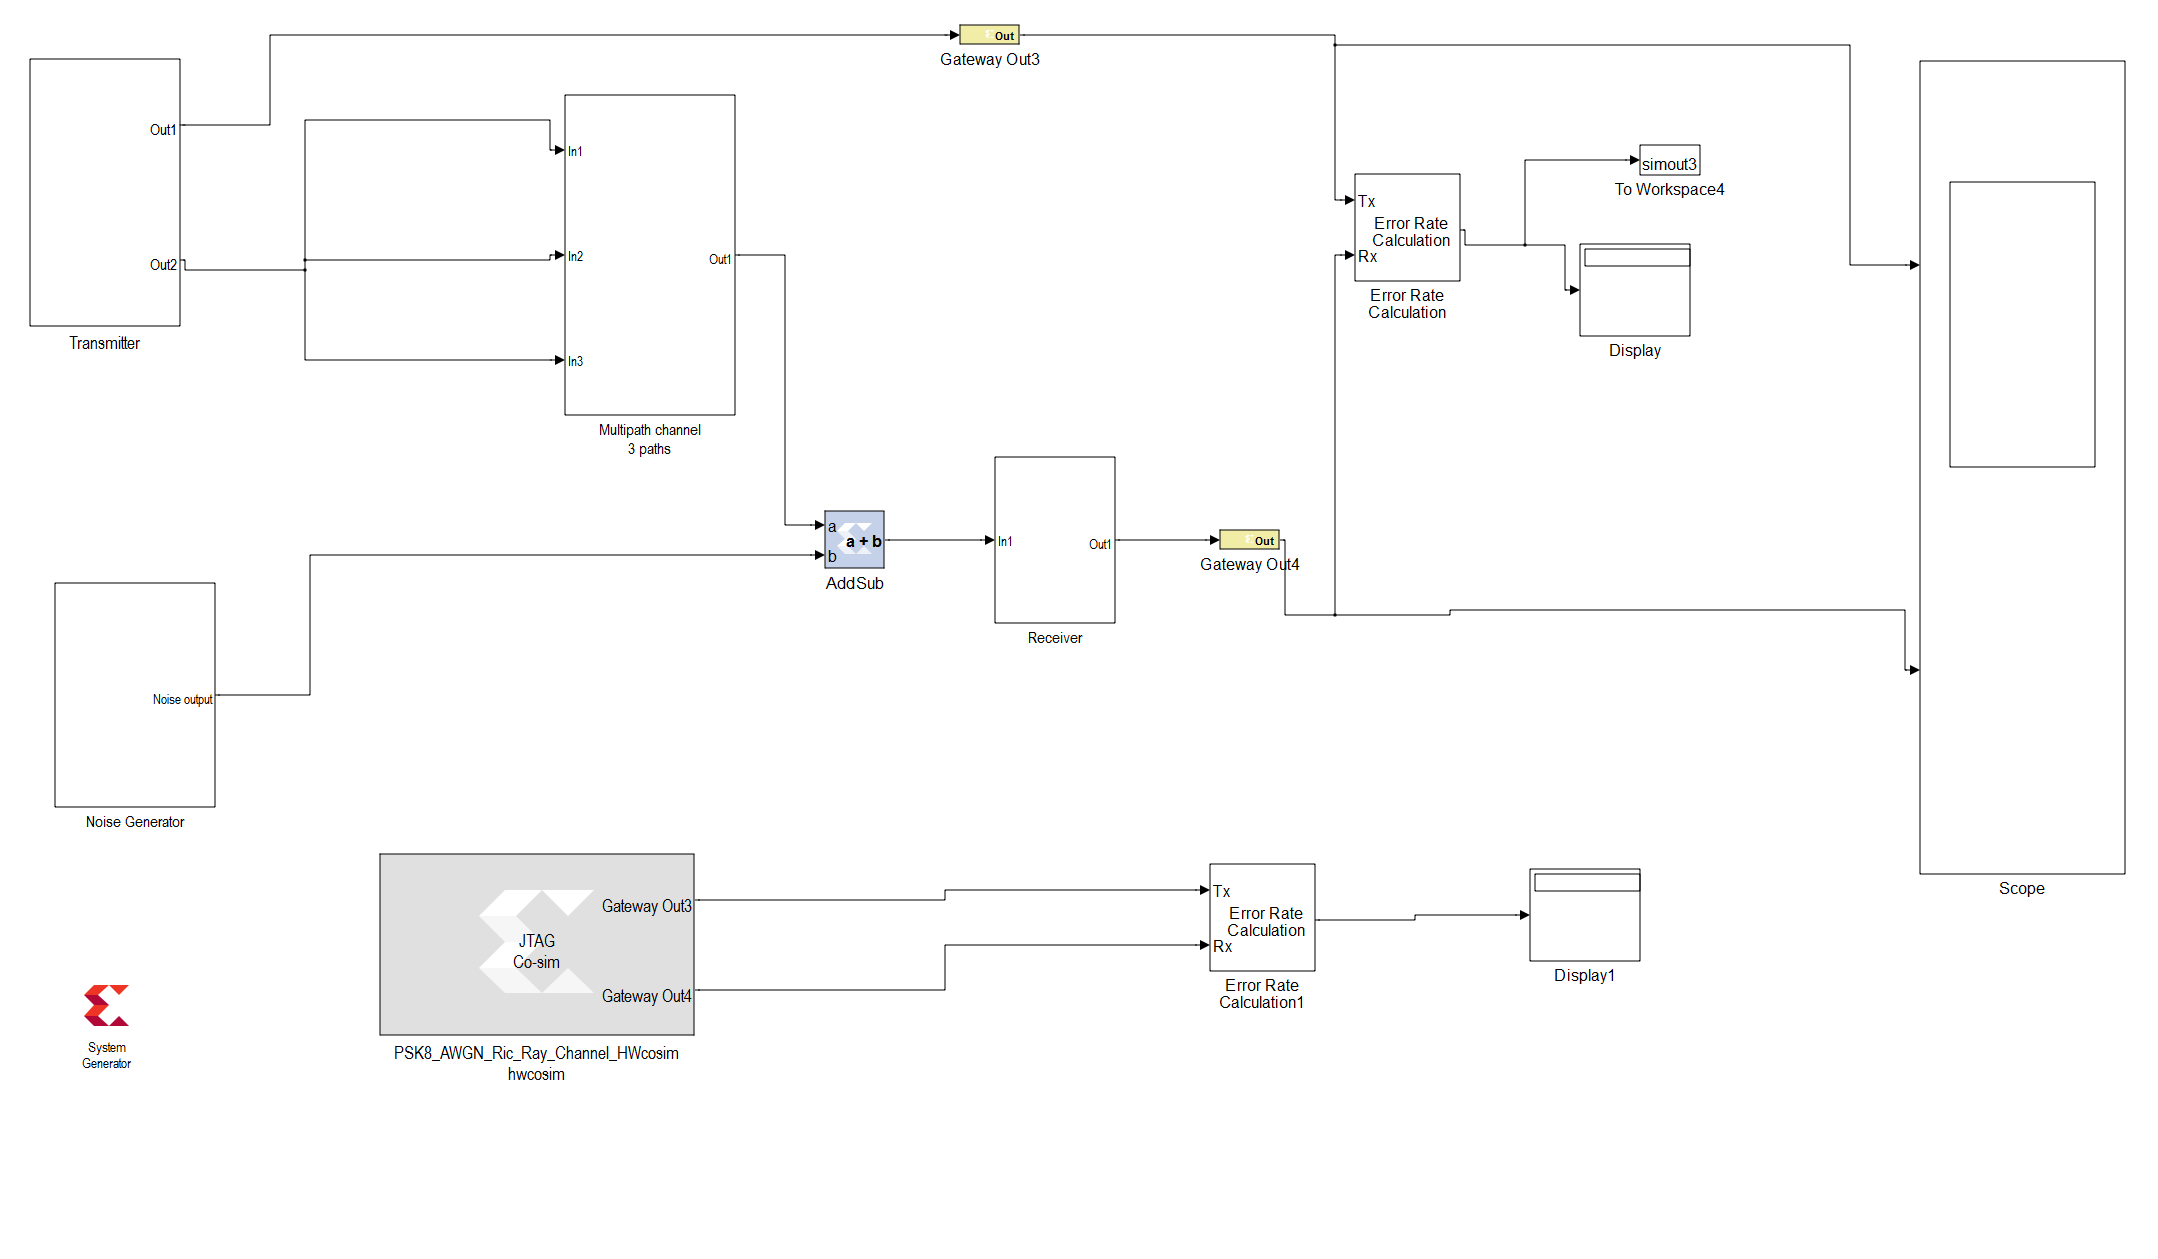 Out
Gateway Out3
Out1
Out2
Transmitter
In1
In2
In3
Out1
Multipath channel
3 paths
Tx
Error Rate
Calculation
Rx
Error Rate
Calculation
simout3
To Workspace4
Display
a
a + b
b
AddSub
In1
Out1
Receiver
Out
Gateway Out4
Noise output
Noise Generator
Scope
Gateway Out3
JTAG
Co-sim
Gateway Out4
PSK8_AWGN_Ric_Ray_Channel_HWcosim
hwcosim
Tx
Error Rate
Calculation
Rx
Error Rate
Calculation1
Display1
System
Generator